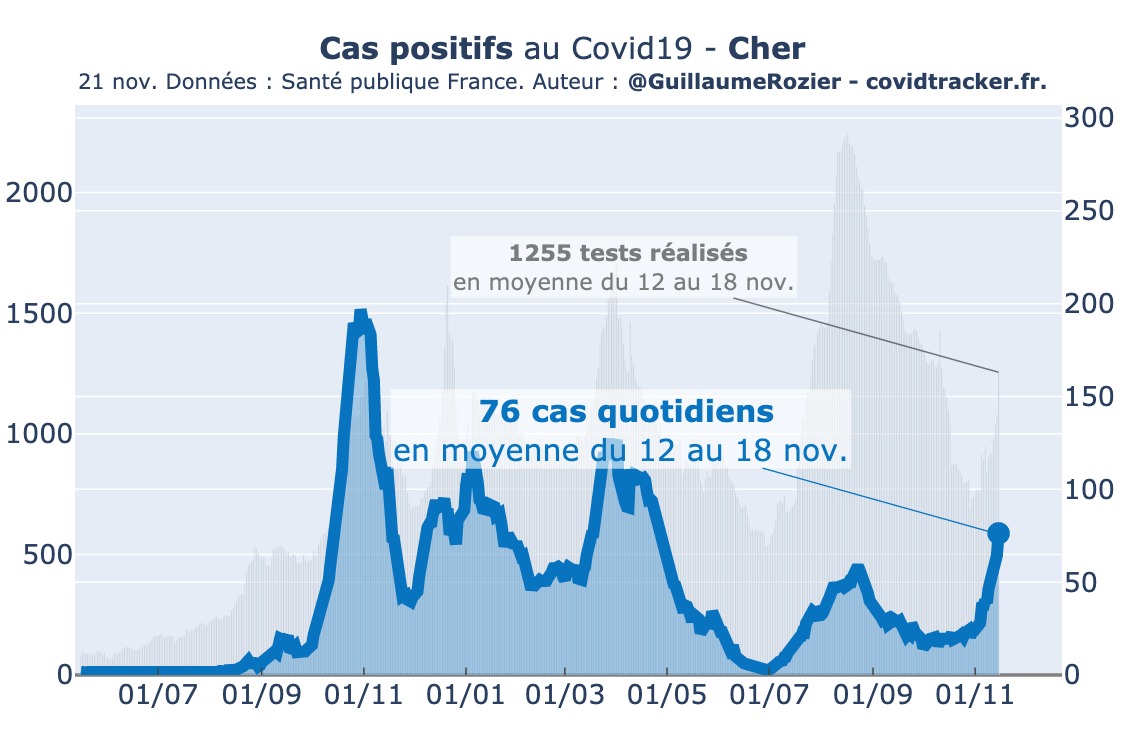 Cas positifs au Covid19 - Cher
21 nov. Données : Santé publique France. Auteur : @GuillaumeRozier - covidtracker.fr.
300
2000
250
1255 tests réalisés
en moyenne du 12 au 18 nov.
1500
200
76 cas quotidiens
en moyenne du 12 au 18 nov.
150
1000
100
500
50
0
0
01/07 01/09 01/11 01/01 01/03 01/05 01/07 01/09 01/11